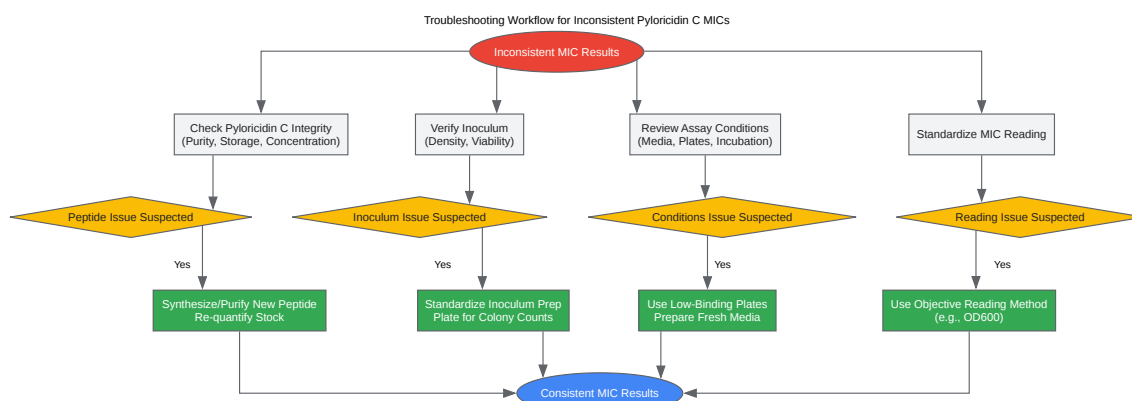 Troubleshooting Workflow for Inconsistent Pyloricidin C MICs
Inconsistent MIC Results
Check Pyloricidin C Integrity
(Purity, Storage, Concentration)
Verify Inoculum
(Density, Viability)
Review Assay Conditions
(Media, Plates, Incubation)
Standardize MIC Reading
Peptide Issue Suspected
Inoculum Issue Suspected
Conditions Issue Suspected
Reading Issue Suspected
Yes
Yes
Yes
Yes
Synthesize/Purify New Peptide
Re-quantify Stock
Standardize Inoculum Prep
Plate for Colony Counts
Use Low-Binding Plates
Prepare Fresh Media
Use Objective Reading Method
(e.g., OD600)
Consistent MIC Results